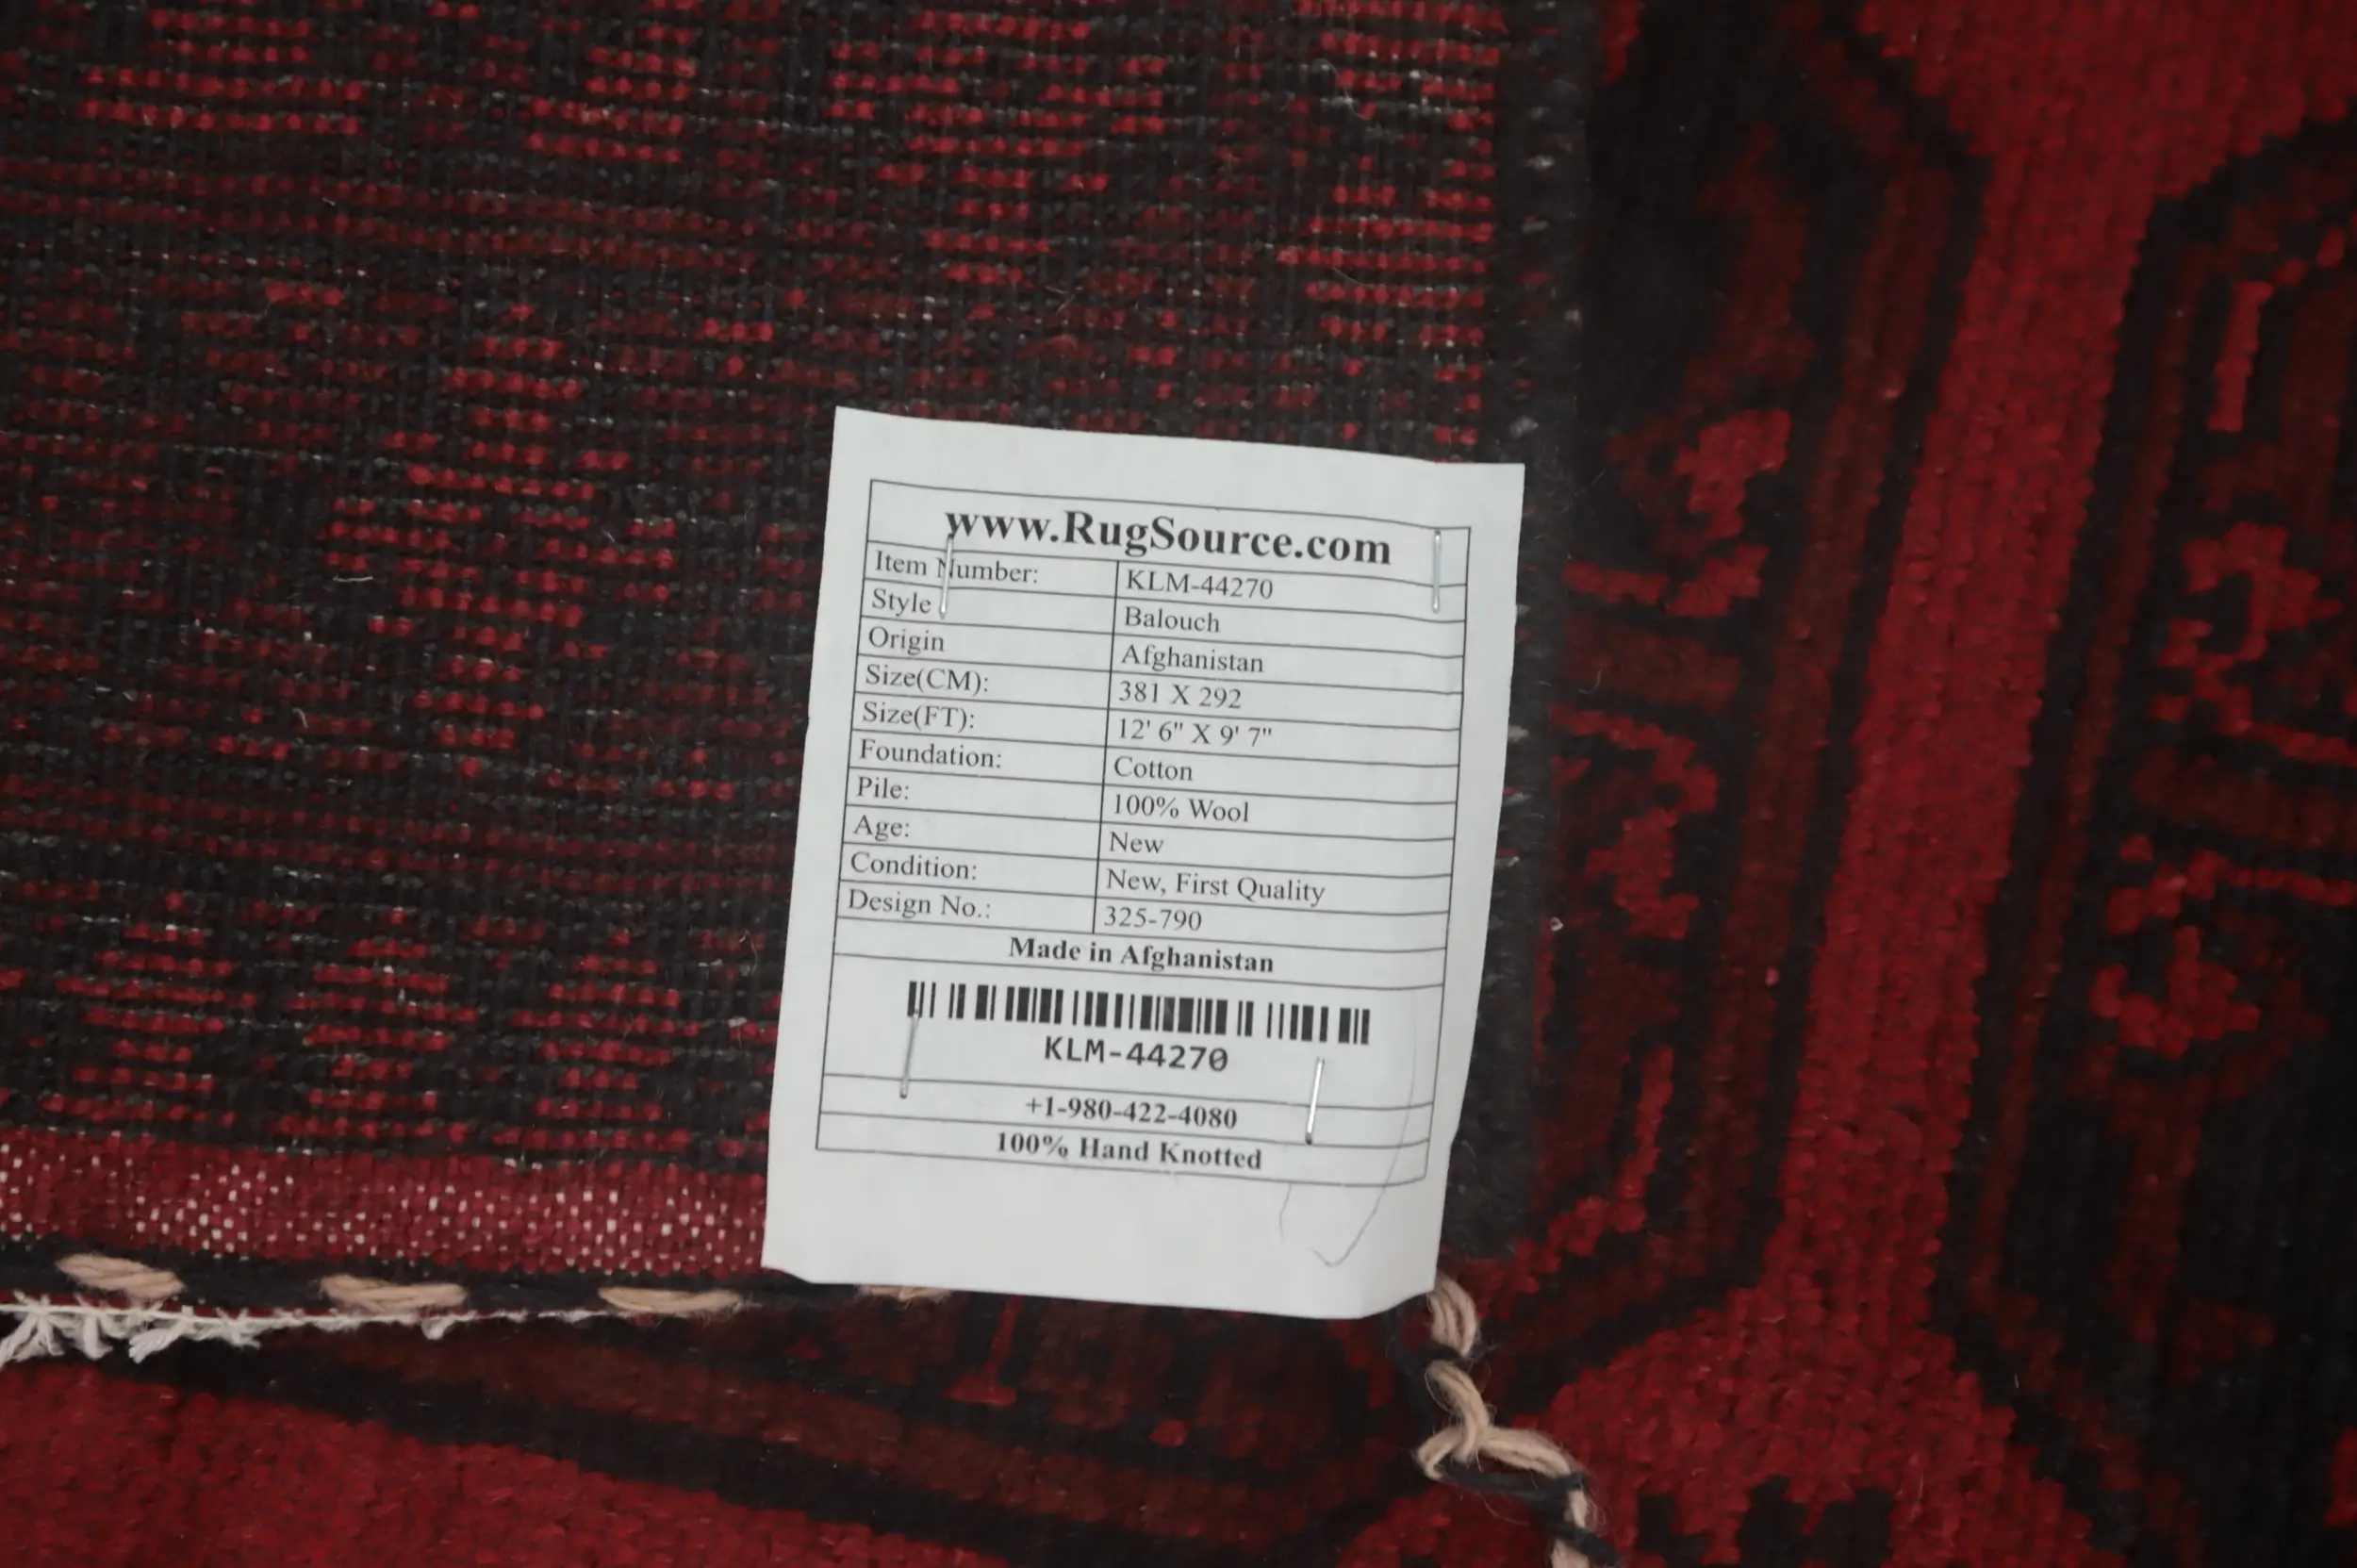 www.RugSource.com
Item Number: KLM-44270
Style Balouch
Origin Afghanistan
Size(CM): 381 X 292
Size(FT): 12' 6" X 9' 7"
Foundation: Cotton
Pile: 100% Wool
Age: New
Condition: New, First Quality
Design No.: 325-790
Made in Afghanistan
KLM-44270
+1-980-422-4080
100% Hand Knotted